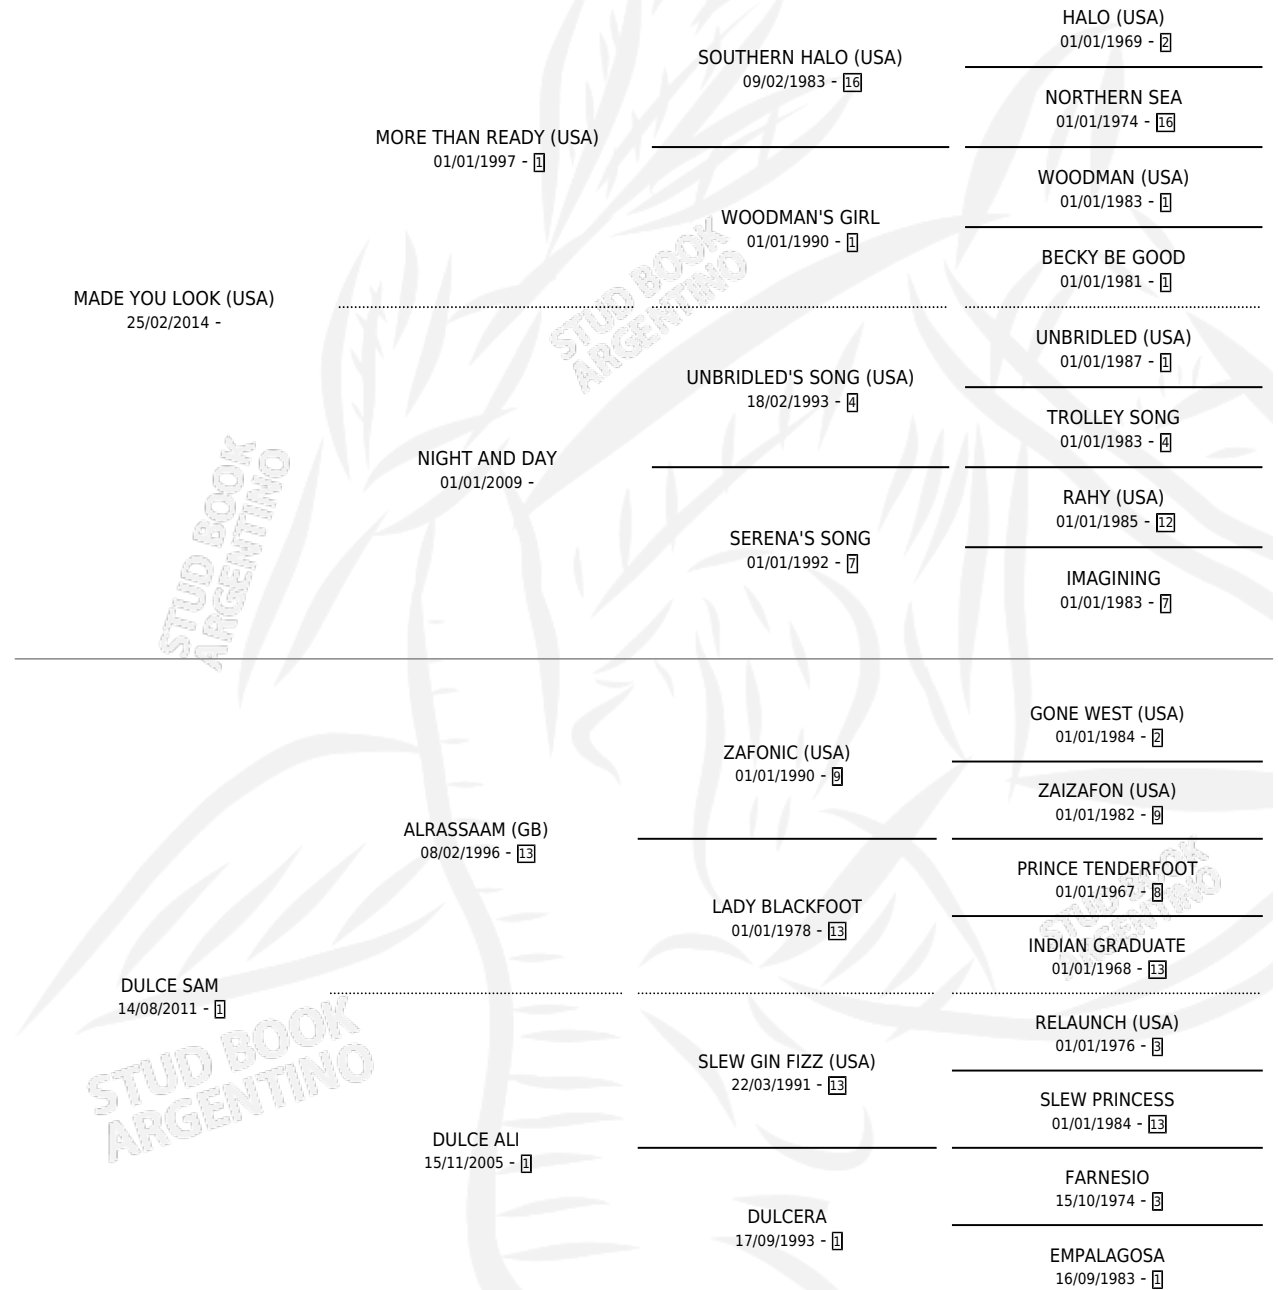 HALO (USA)
01/01/1969 - 2
SOUTHERN HALO (USA)
09/02/1983 - 16
NORTHERN SEA
01/01/1974 - 16
MORE THAN READY (USA)
01/01/1997 - 1
WOODMAN (USA)
01/01/1983 - 1
WOODMAN'S GIRL
01/01/1990 - 1
BECKY BE GOOD
01/01/1981 - 1
MADE YOU LOOK (USA)
25/02/2014 -
UNBRIDLED (USA)
01/01/1987 - 1
UNBRIDLED'S SONG (USA)
18/02/1993 - 4
TROLLEY SONG
01/01/1983 - 4
NIGHT AND DAY
01/01/2009 -
RAHY (USA)
01/01/1985 - 12
SERENA'S SONG
01/01/1992 - 7
IMAGINING
01/01/1983 - 7
STUD BOOK
ARGENTINO
STUD BOOK
ARGENTINO
GONE WEST (USA)
01/01/1984 - 2
ZAFONIC (USA)
01/01/1990 - 9
ZAIZAFON (USA)
01/01/1982 - 9
ALRASSAAM (GB)
08/02/1996 - 13
PRINCE TENDERFOOT
01/01/1967 - 8
LADY BLACKFOOT
01/01/1978 - 13
INDIAN GRADUATE
01/01/1968 - 13
STUD BOOK
ARGENTINO
DULCE SAM
14/08/2011 - 1
RELAUNCH (USA)
01/01/1976 - 3
SLEW GIN FIZZ (USA)
22/03/1991 - 13
SLEW PRINCESS
01/01/1984 - 13
DULCE ALI
15/11/2005 - 1
FARNESIO
15/10/1974 - 3
DULCERA
17/09/1993 - 1
EMPALAGOSA
16/09/1983 - 1
STUD BOOK
ARGENTINO